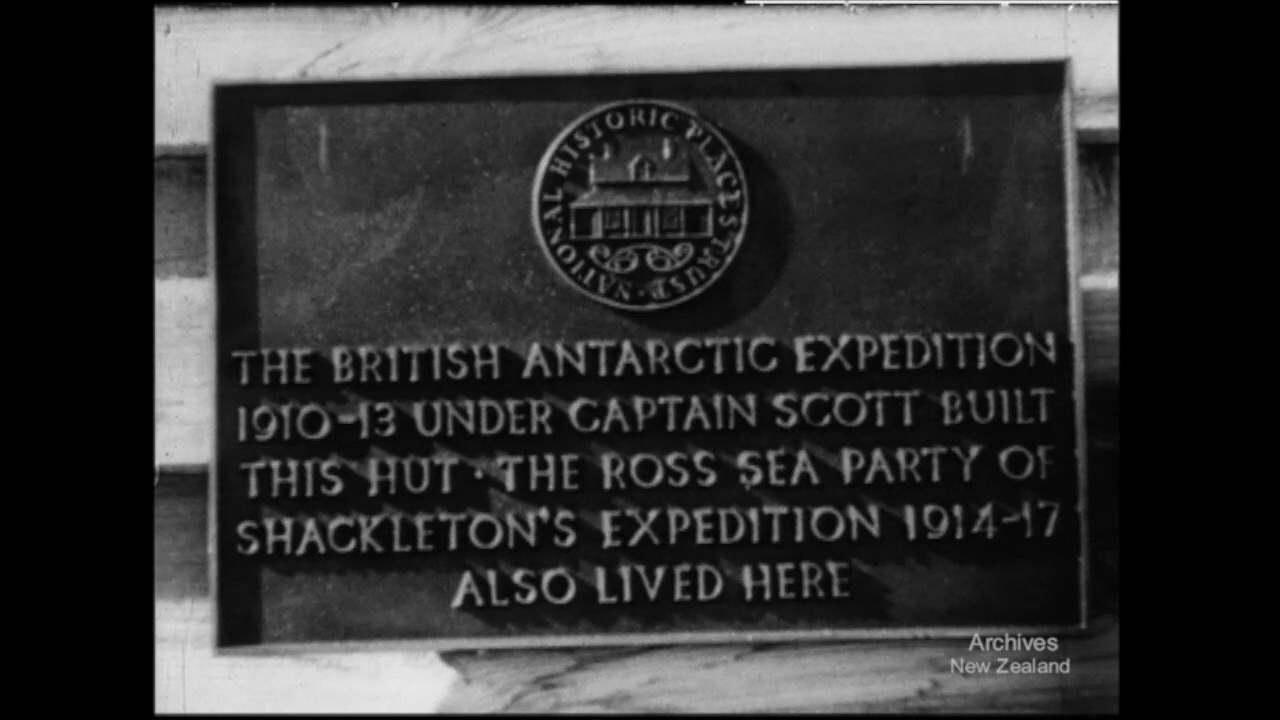 NATIONAL HISTORIC PLACES TRUST ·
THE BRITISH ANTARCTIC EXPEDITION
1910-13 UNDER CAPTAIN SCOTT BUILT
THIS HUT · THE ROSS SEA PARTY OF
SHACKLETON'S EXPEDITION 1914-17
ALSO LIVED HERE
Archives
New Zealand